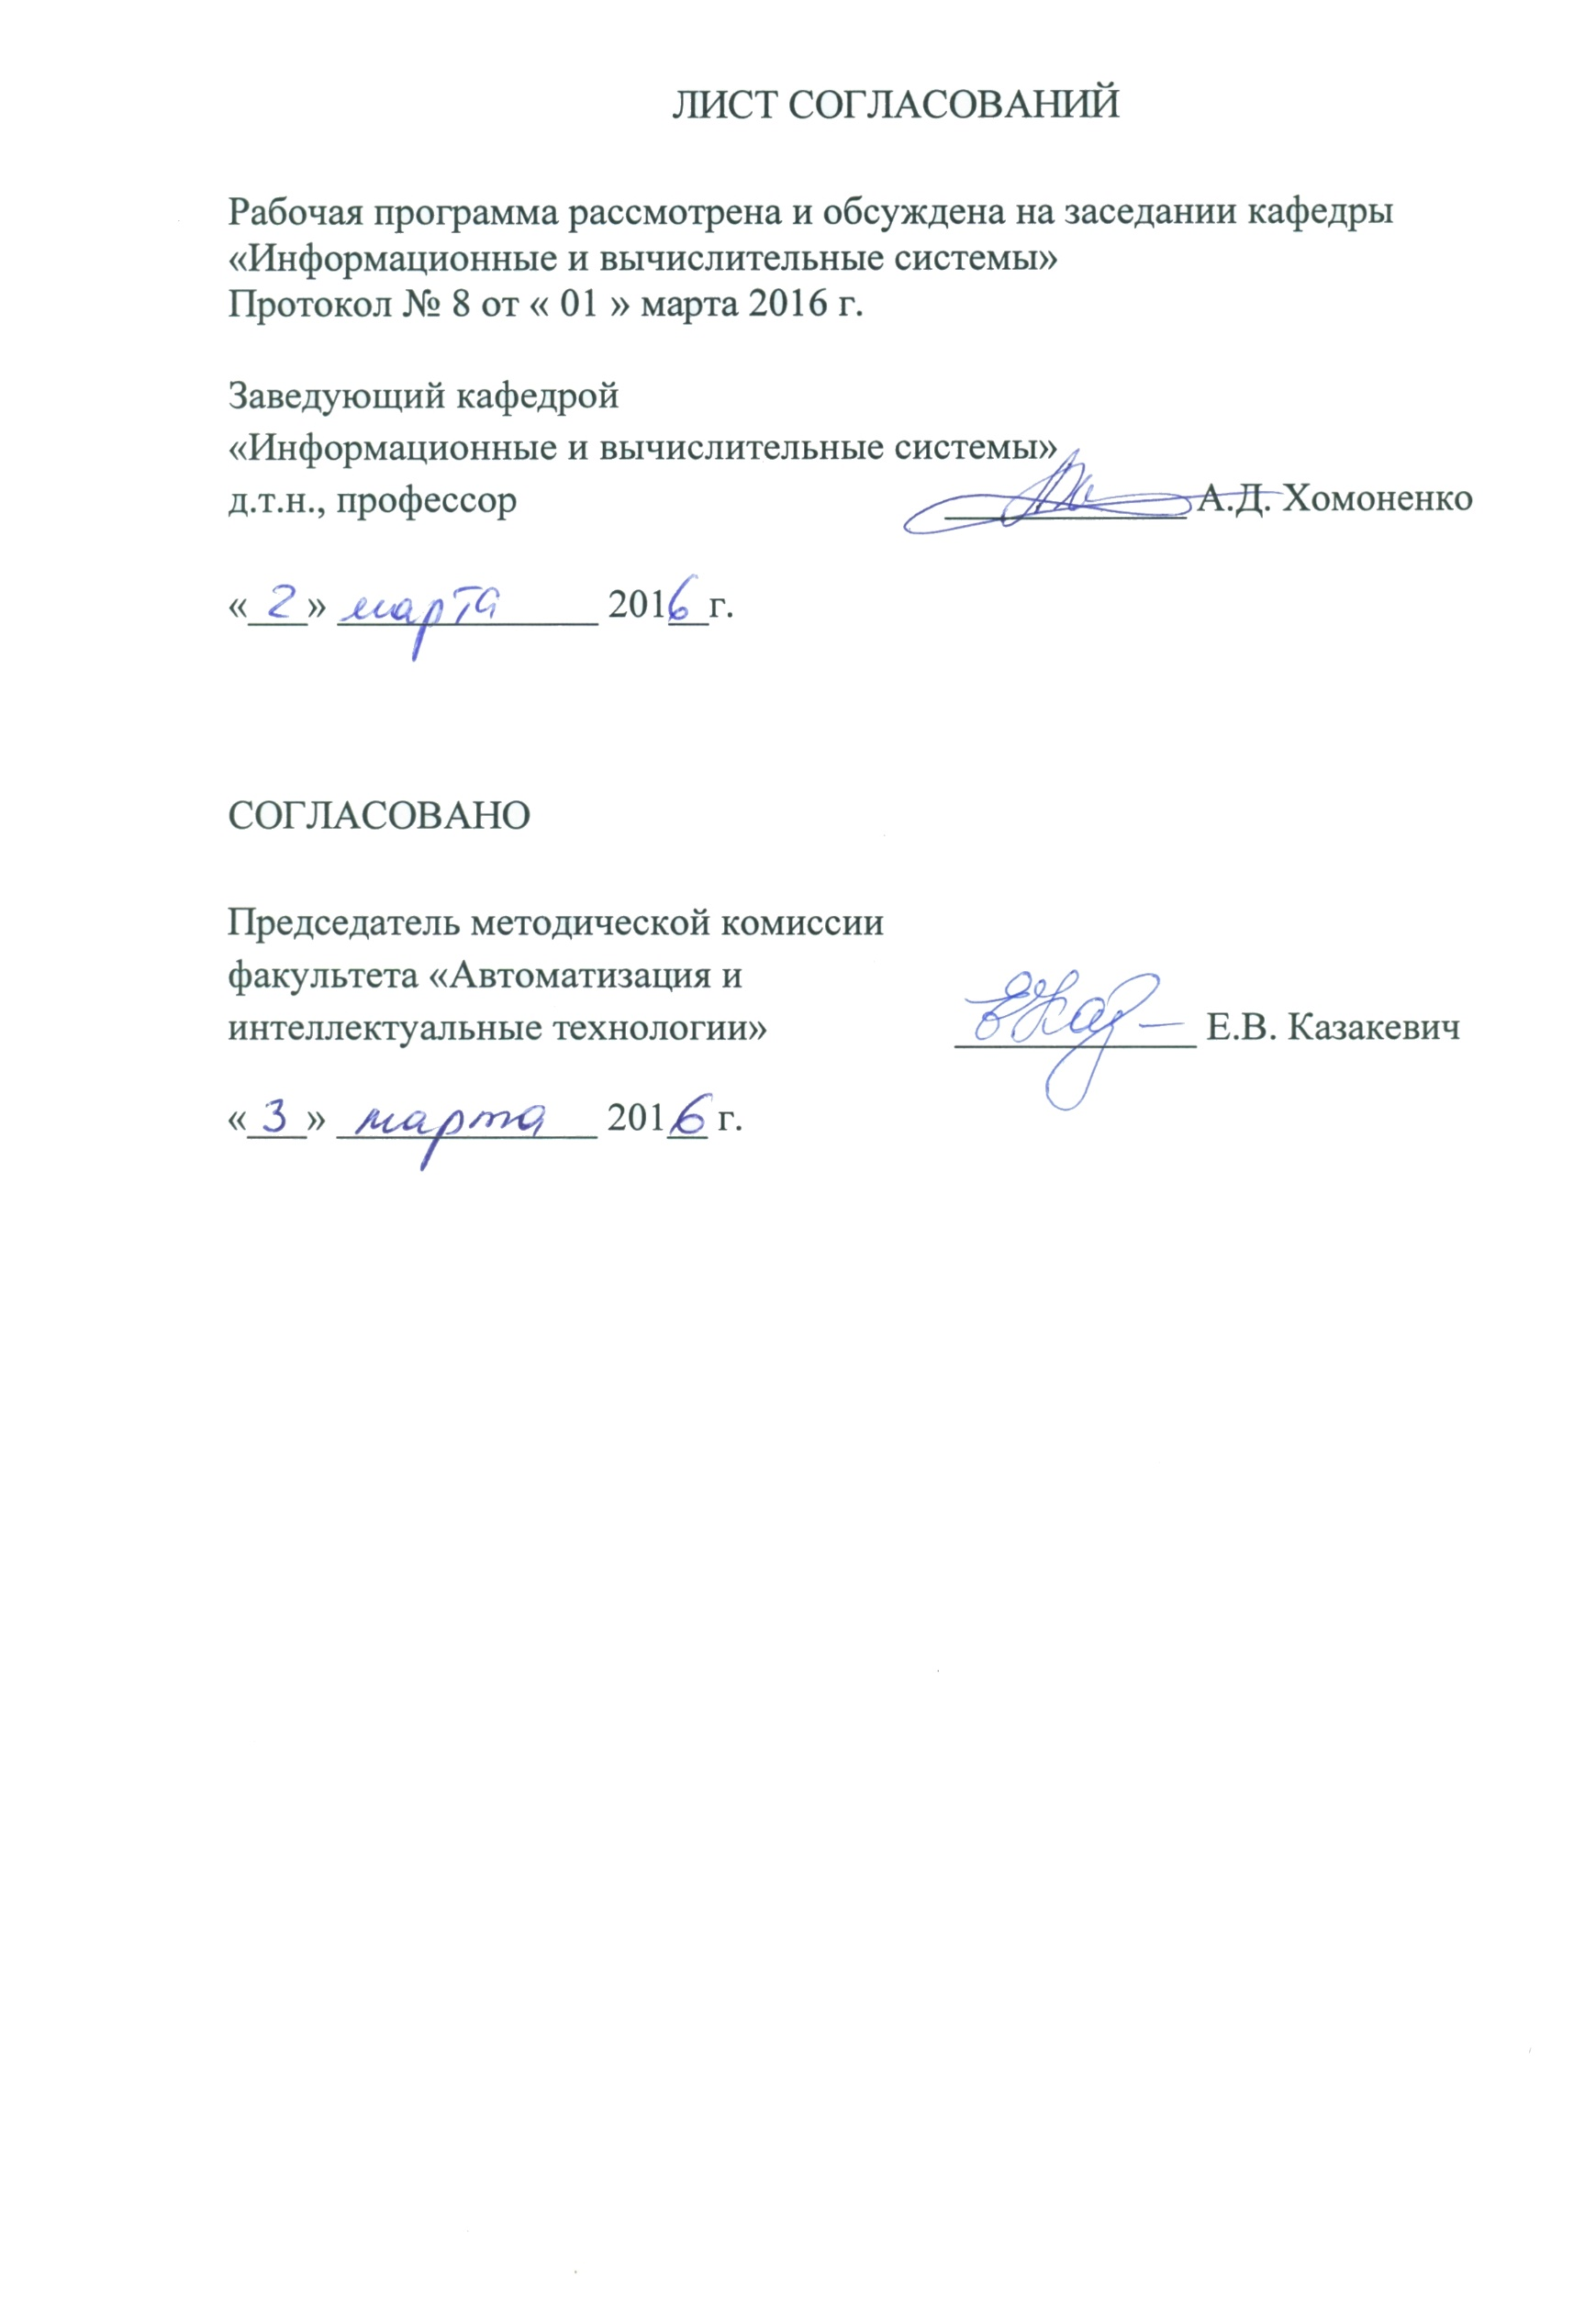 ЛИСТ СОГЛАСОВАНИЙ
Рабочая программа рассмотрена и обсуждена на заседании кафедры
«Информационные и вычислительные системы»
Протокол № 8 от « 01 » марта 2016 г.
Заведующий кафедрой
«Информационные и вычислительные системы»
д.т.н., профессор А.Д. Хомоненко
«2» марта 2016 г.
СОГЛАСОВАНО
Председатель методической комиссии
факультета «Автоматизация и
интеллектуальные технологии» Е.В. Казакевич
«3» марта 2016 г.